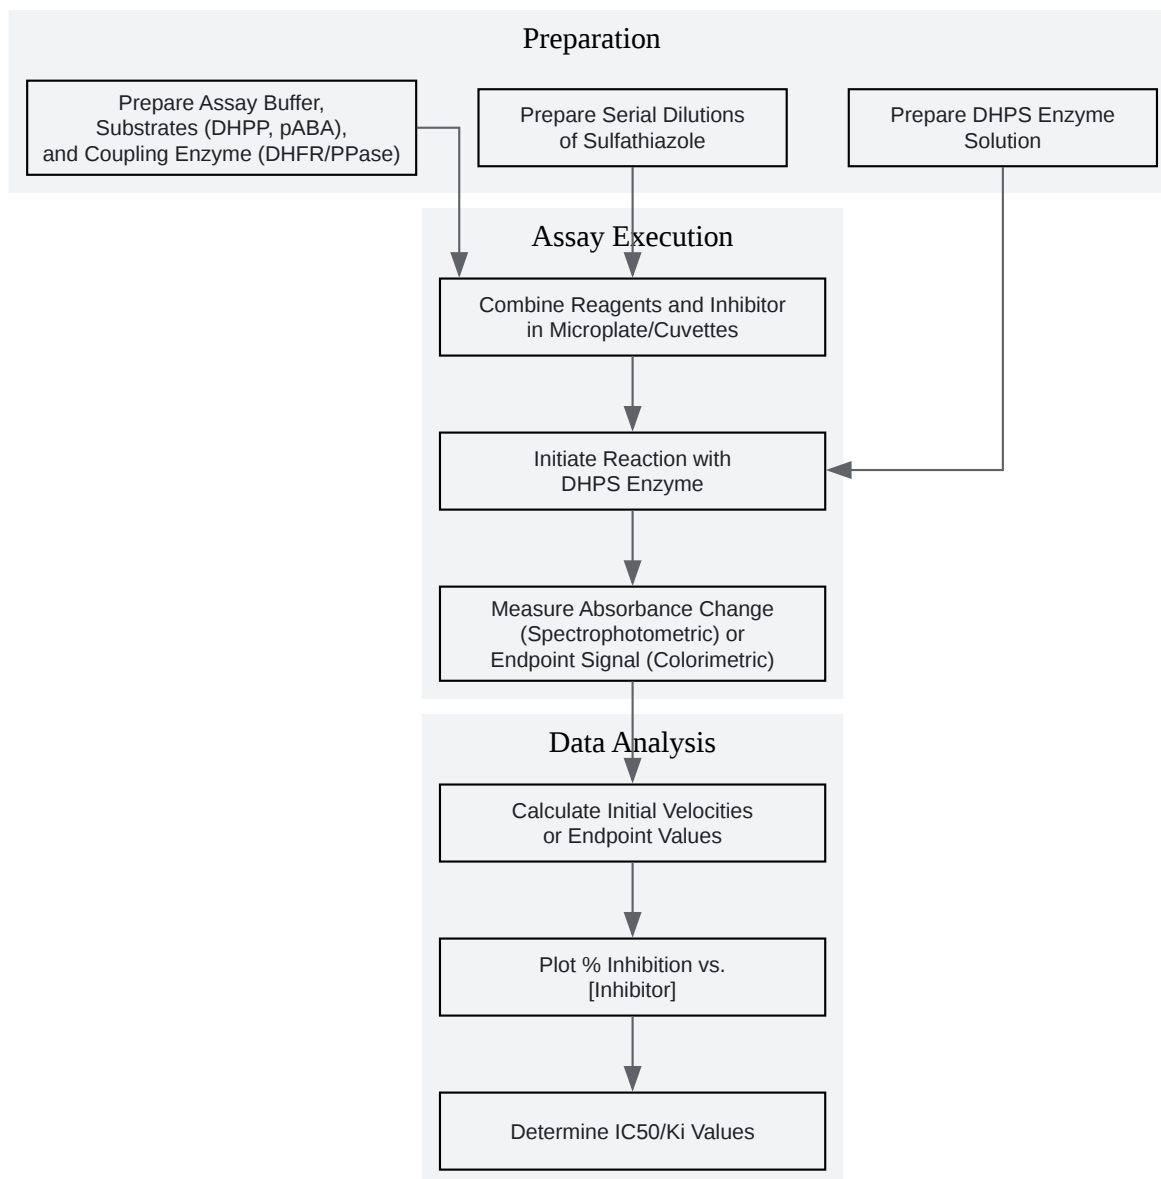 Preparation
Prepare Assay Buffer,
Substrates (DHPP, pABA),
and Coupling Enzyme (DHFR/PPase)
Prepare Serial Dilutions
of Sulfathiazole
Prepare DHPS Enzyme
Solution
Assay Execution
Combine Reagents and Inhibitor
in Microplate/Cuvettes
Initiate Reaction with
DHPS Enzyme
Measure Absorbance Change
(Spectrophotometric) or
Endpoint Signal (Colorimetric)
Data Analysis
Calculate Initial Velocities
or Endpoint Values
Plot % Inhibition vs.
[Inhibitor]
Determine IC50/Ki Values